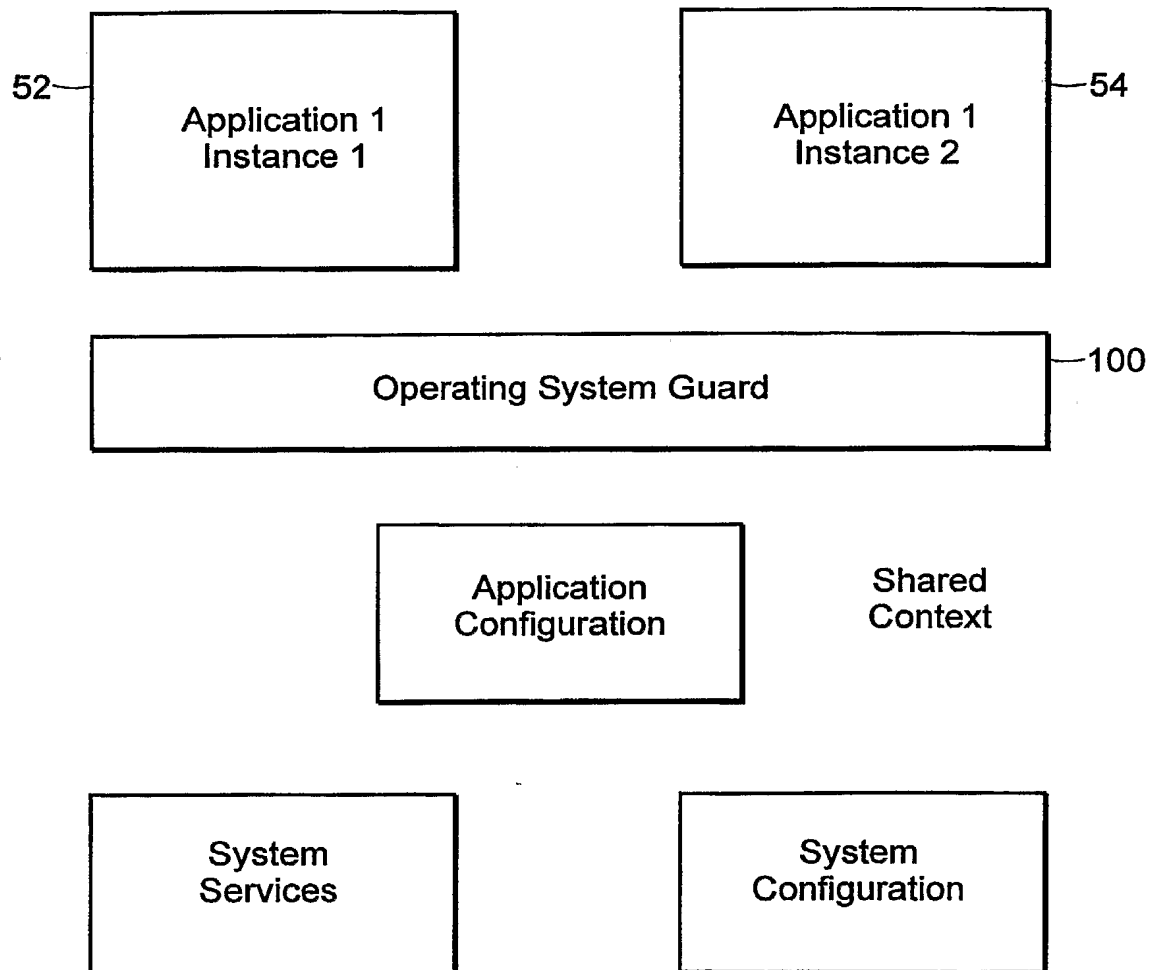 52
Application 1
Instance 1
Application 1
Instance 2
54
Operating System Guard
100
Application
Configuration
Shared
Context
System
Services
System
Configuration